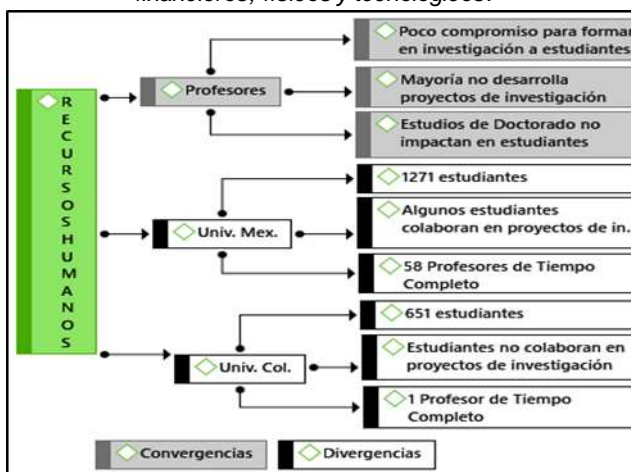 financieros, físicos y tecnológicos.
RECURSOS HUMANOS
Profesores
Poco compromiso para formar
en investigación a estudiantes
Mayoría no desarrolla
proyectos de investigación
Estudios de Doctorado no
impactan en estudiantes
Univ. Mex.
1271 estudiantes
Algunos estudiantes
colaboran en proyectos de in..
58 Profesores de Tiempo
Completo
Univ. Col.
651 estudiantes
Estudiantes no colaboran en
proyectos de investigación
1 Profesor de Tiempo
Completo
Convergencias
Divergencias